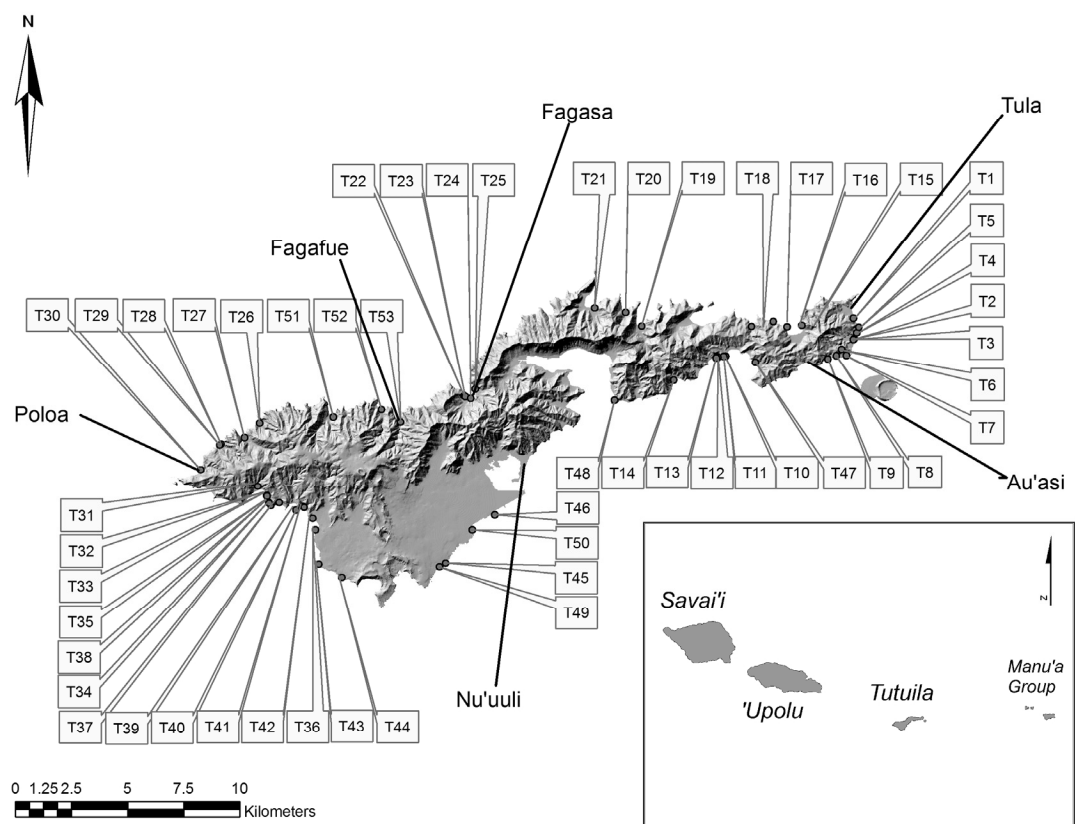 N
Fagasa
Tula
T22
T23
T24
T25
T21
T20
T19
T18
T17
T16
T15
T1
T5
T4
T2
T3
T6
T7
Fagafue
T30
T29
T28
T27
T26
T51
T52
T53
Poloa
T48
T14
T13
T12
T11
T10
T47
T9
T8
Au'asi
T31
T32
T33
T35
T38
T34
T37
T39
T40
T41
T42
T36
T43
T44
T46
T50
T45
T49
Nu'uuli
N
Savai'i
'Upolu
Tutuila
Manu'a
Group
0 1.25 2.5 5 7.5 10
Kilometers